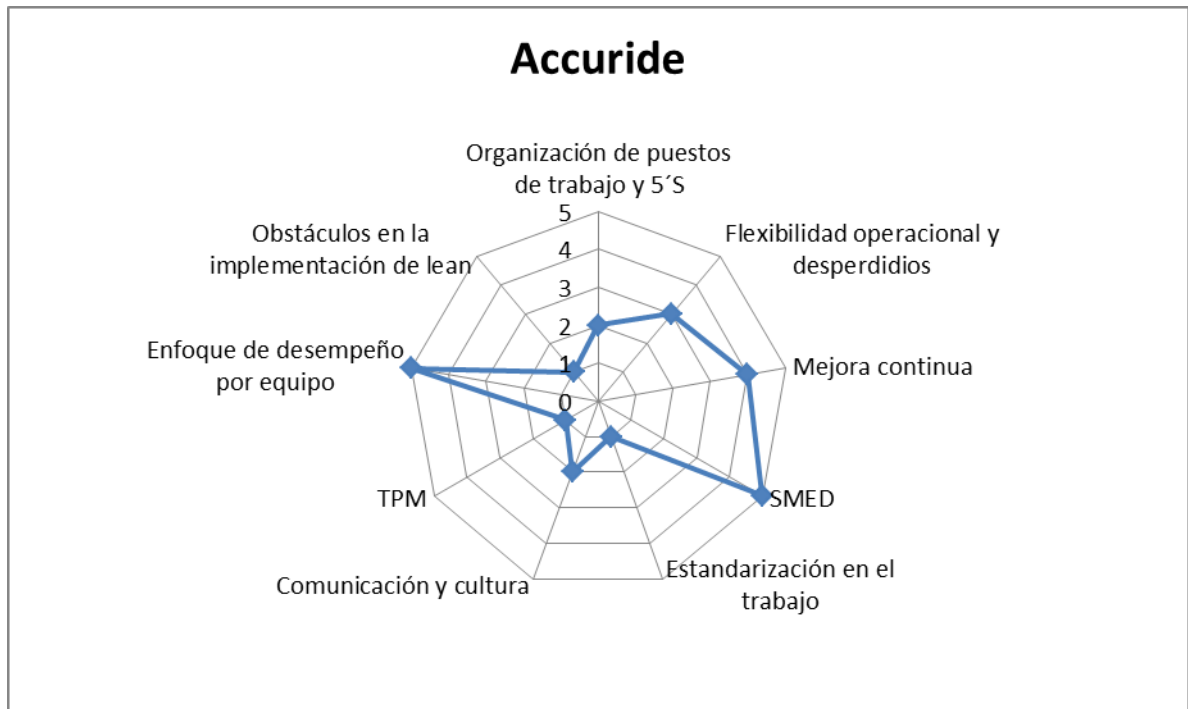 Accuride
Organización de puestos
de trabajo y 5´S
Flexibilidad operacional y
desperdidios
Mejora continua
SMED
Estandarización en el
trabajo
Comunicación y cultura
TPM
Enfoque de desempeño
por equipo
Obstáculos en la
implementación de lean
5
4
3
2
1
0